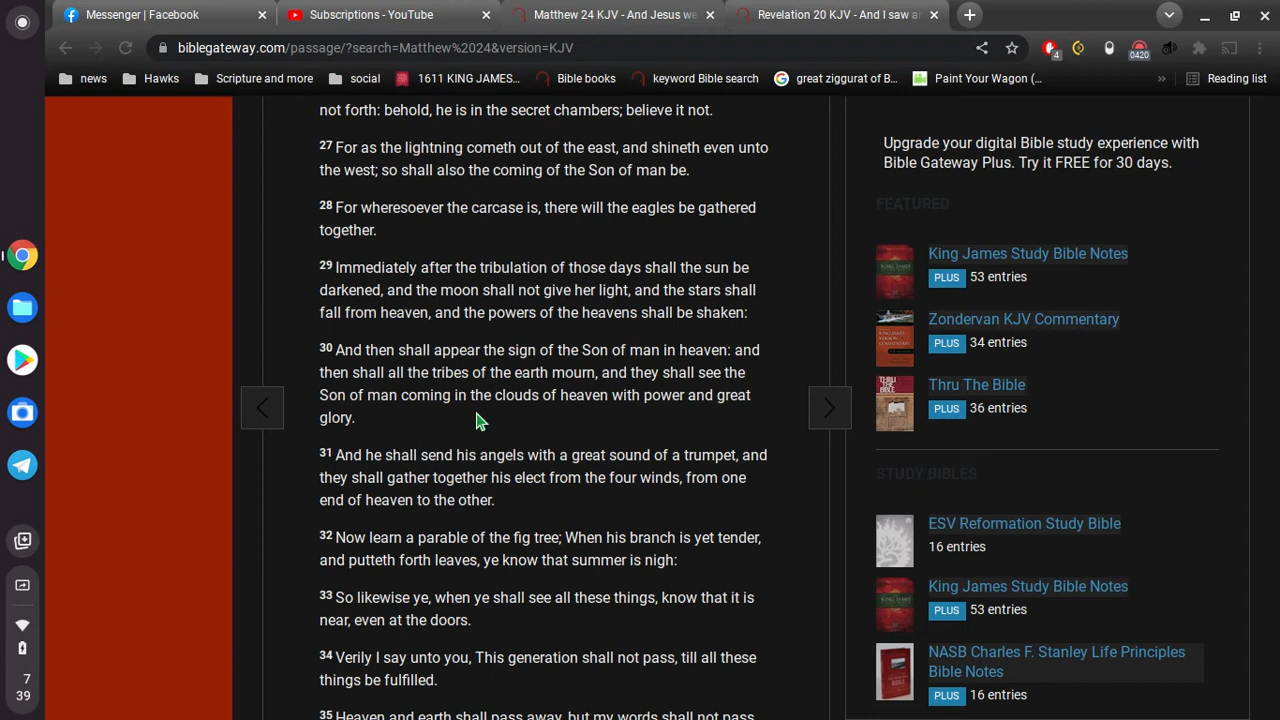 Messenger | Facebook
Subscriptions - YouTube
Matthew 24 KJV - And Jesus we
Revelation 20 KJV - And I saw a
biblegateway.com/passage/?search=Matthew%2024&version=KJV
4
0420
news
Hawks
Scripture and more
social
1611 KING JAMES...
Bible books
keyword Bible search
great ziggurat of B...
Paint Your Wagon (...
»
Reading list
not forth: behold, he is in the secret chambers; believe it not.
27 For as the lightning cometh out of the east, and shineth even unto
the west; so shall also the coming of the Son of man be.
28 For wheresoever the carcase is, there will the eagles be gathered
together.
29 Immediately after the tribulation of those days shall the sun be
darkened, and the moon shall not give her light, and the stars shall
fall from heaven, and the powers of the heavens shall be shaken:
30 And then shall appear the sign of the Son of man in heaven: and
then shall all the tribes of the earth mourn, and they shall see the
Son of man coming in the clouds of heaven with power and great
glory.
31 And he shall send his angels with a great sound of a trumpet, and
they shall gather together his elect from the four winds, from one
end of heaven to the other.
32 Now learn a parable of the fig tree; When his branch is yet tender,
and putteth forth leaves, ye know that summer is nigh:
33 So likewise ye, when ye shall see all these things, know that it is
near, even at the doors.
34 Verily I say unto you, This generation shall not pass, till all these
things be fulfilled.
35 Heaven and earth shall pass away, but my words shall not pass
Upgrade your digital Bible study experience with
Bible Gateway Plus. Try it FREE for 30 days.
FEATURED
King James Study Bible Notes
PLUS 53 entries
Zondervan KJV Commentary
PLUS 34 entries
Thru The Bible
PLUS 36 entries
STUDY BIBLES
ESV Reformation Study Bible
16 entries
King James Study Bible Notes
PLUS 53 entries
NASB Charles F. Stanley Life Principles
Bible Notes
PLUS 16 entries
7
39